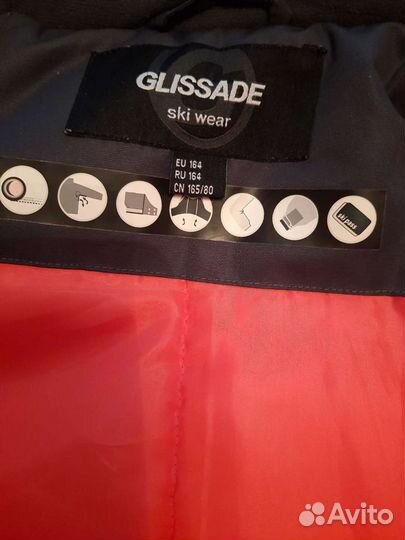 GLISSADE
ski wear
EU 164
RU 164
CN 165/80
ski pass
Avito